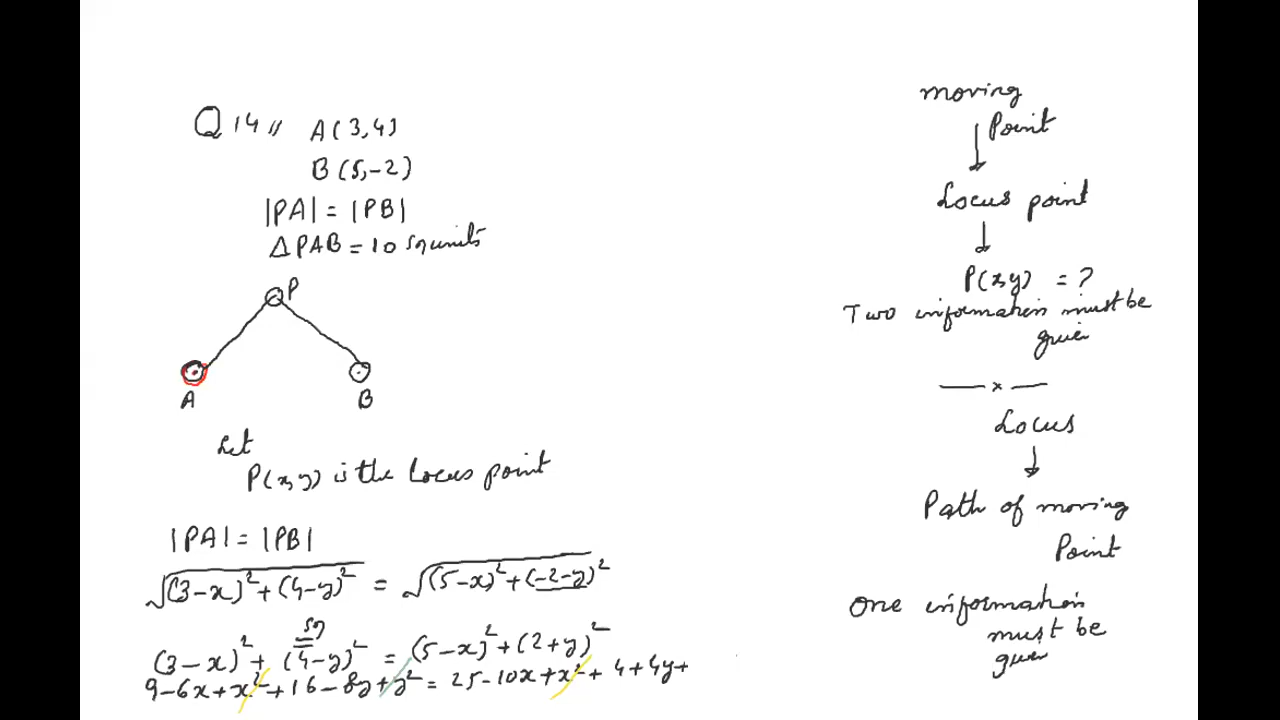 Q14 // A(3,4)
B(5,-2)
|PA| = |PB|
Δ PAB = 10 sq units
P
A B
Let
P(x,y) is the Locus point
|PA| = |PB|
√(3-x)²+(4-y)² = √(5-x)²+(-2-y)²
sq
(3-x)²+(4-y)² = (5-x)²+(2+y)²
9-6x+x²+16-8y+y² = 25-10x+x²+4+4y+
moving
Point
Locus point
P(x,y) = ?
Two information must be
given
— x —
Locus
Path of moving
Point
One information
must be
given